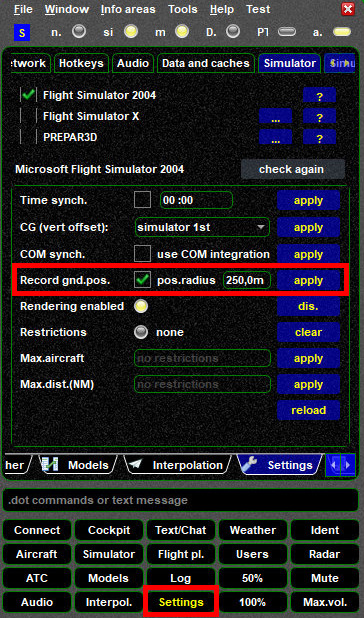 File Window Info areas Tools Help
S n. si m D. PT a.
etwork Hotkeys Audio Data and caches Simulator Simu
Flight Simulator 2004 ?
Flight Simulator X ... ?
PREPAR3D ... ?
Microsoft Flight Simulator 2004 check again
Time synch. 00 :00 apply
CG (vert offset): simulator 1st apply
COM synch. use COM integration apply
Record gnd.pos. pos.radius 250,0m apply
Rendering enabled dis.
Restrictions none clear
Max.aircraft no restrictions apply
Max.dist.(NM) no restrictions apply
reload
her Models Interpolation Settings
.dot commands or text message
Connect Cockpit Text/Chat Weather Ident
Aircraft Simulator Flight pl. Users Radar
ATC Models Log 50% Mute
Audio Interpol. Settings 100% Max.vol.